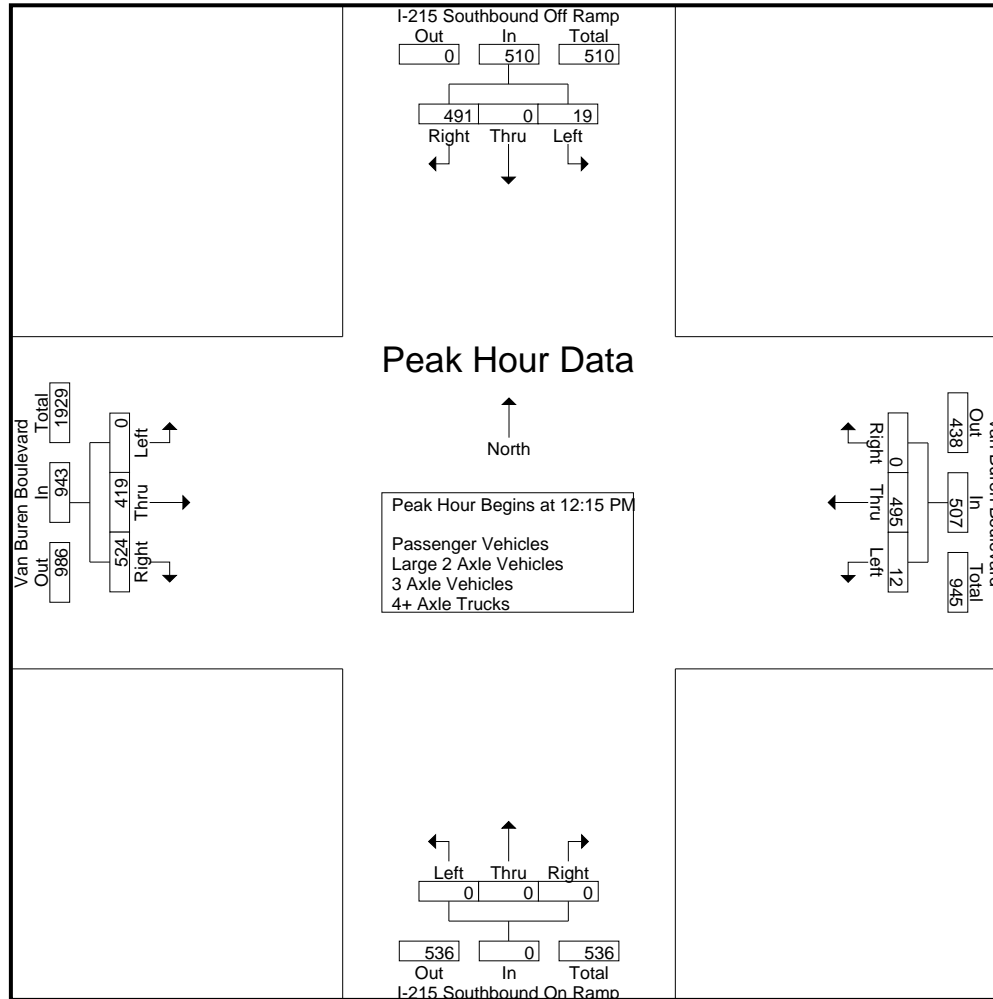 I-215 Southbound Off Ramp
Out In Total
0 510 510
491 0 19
Right Thru Left
Peak Hour Data
North
Peak Hour Begins at 12:15 PM
Passenger Vehicles
Large 2 Axle Vehicles
3 Axle Vehicles
4+ Axle Trucks
Van Buren Boulevard
Out In Total
986 943 1929
0 419 524
Left Thru Right
Van Buren Boulevard
Out In Total
438 507 945
0 495 12
Right Thru Left
Left Thru Right
0 0 0
536 0 536
Out In Total
I-215 Southbound On Ramp